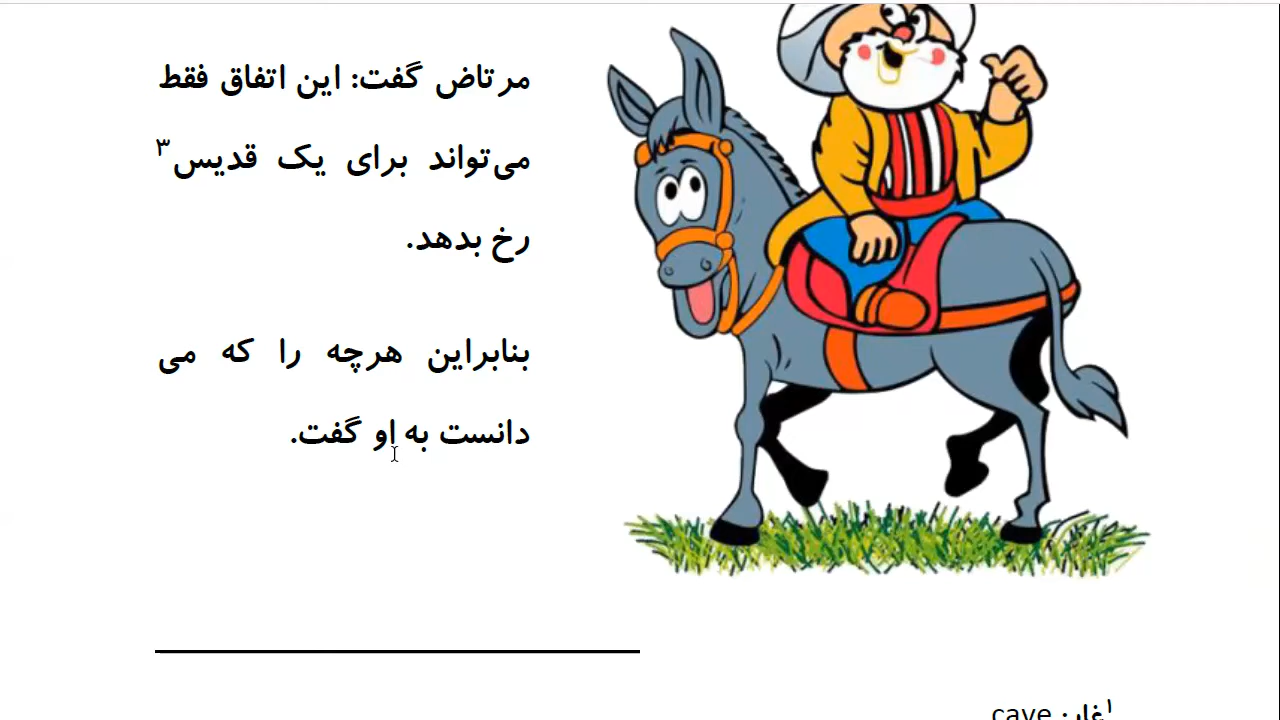 مرتاض گفت: این اتفاق فقط
می‌تواند برای یک قدیس۳
رخ بدهد.
بنابراین هرچه را که می
دانست به او گفت.
۱غار: cave